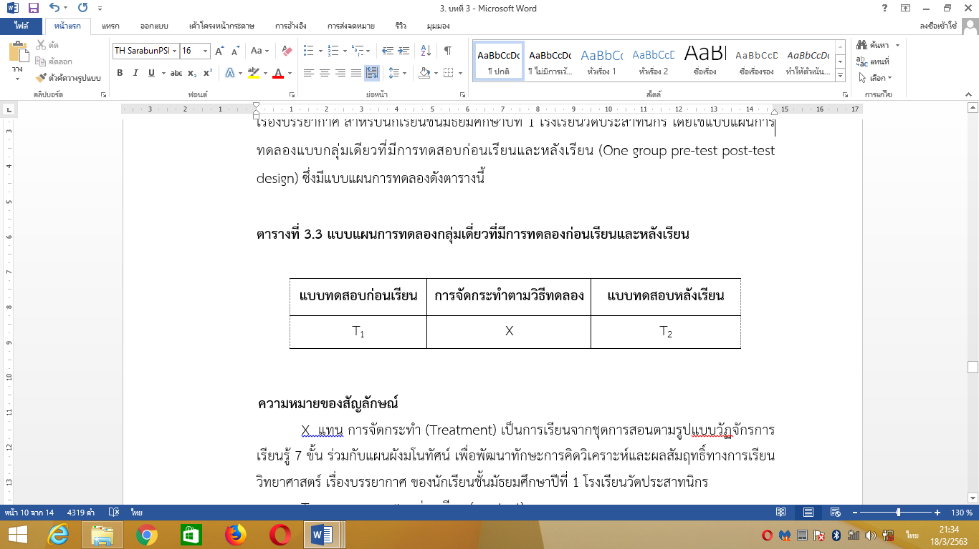 3. บทที่ 3 - Microsoft Word
ไฟล์ หน้าแรก แทรก ออกแบบ เค้าโครงหน้ากระดาษ การอ้างอิง การส่งจดหมาย รีวิว มุมมอง ลงชื่อเข้าใช้
วาง ตัด คัดลอก ตัวคัดวางรูปแบบ
TH SarabunPSI 16
AaBbCcDc AaBbCcDc AaBbCcDc AaBbCcDc AaBl AaBbCcD AaBbCcDc
ปกติ ไม่มีการเว้... หัวเรื่อง 1 หัวเรื่อง 2 ชื่อเรื่อง ชื่อเรื่องรอง ทำให้ตัวเน้น...
ค้นหา แทนที่ เลือก
คลิปบอร์ด ฟอนต์ ย่อหน้า สไตล์ การแก้ไข
เรื่องบรรยากาศ สำหรับนักเรียนชั้นมัธยมศึกษาปีที่ 1 โรงเรียนวัดประสาทนิกร โดยใช้แบบแผนการ
ทดลองแบบกลุ่มเดียวที่มีการทดสอบก่อนเรียนและหลังเรียน (One group pre-test post-test
design) ซึ่งมีแบบแผนการทดลองดังตารางนี้
ตารางที่ 3.3 แบบแผนการทดลองกลุ่มเดี่ยวที่มีการทดลองก่อนเรียนและหลังเรียน
แบบทดสอบก่อนเรียน การจัดกระทำตามวิธีทดลอง แบบทดสอบหลังเรียน
T1 X T2
ความหมายของสัญลักษณ์
X แทน การจัดกระทำ (Treatment) เป็นการเรียนจากชุดการสอนตามรูปแบบวัฏจักรการ
เรียนรู้ 7 ขั้น ร่วมกับแผนผังมโนทัศน์ เพื่อพัฒนาทักษะการคิดวิเคราะห์และผลสัมฤทธิ์ทางการเรียน
วิทยาศาสตร์ เรื่องบรรยากาศ ของนักเรียนชั้นมัธยมศึกษาปีที่ 1 โรงเรียนวัดประสาทนิกร
หน้า 10 จาก 14 4319 คำ ไทย 130 %
ไทย 21:34
18/3/2563